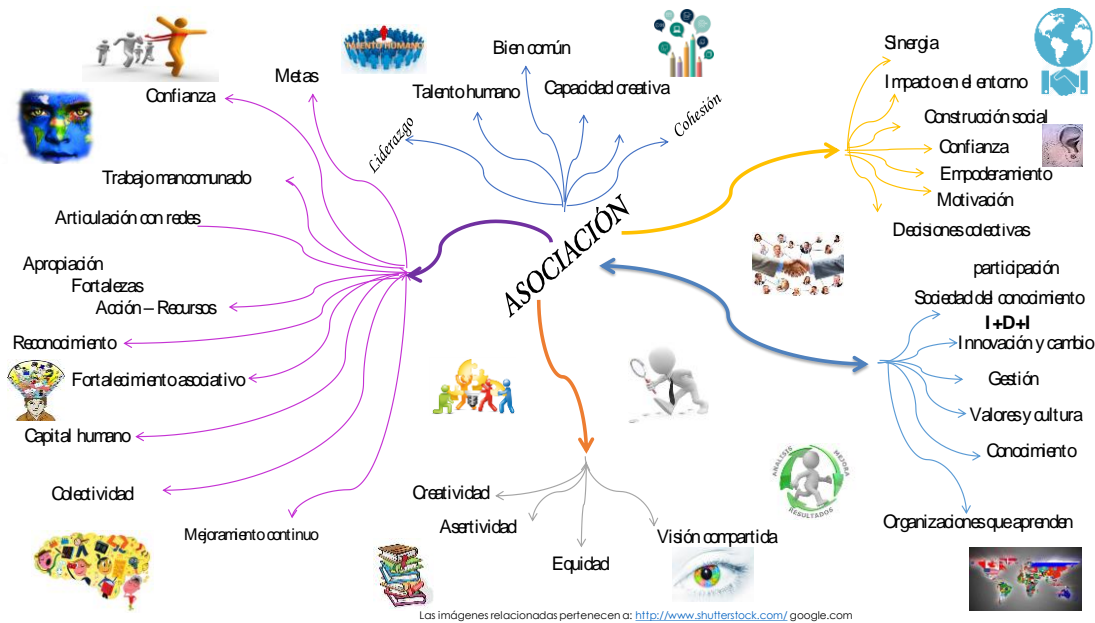 Bien común
Talento humano
Capacidad creativa
Liderazgo
Cohesión
TALENTO HUMANO
Sinergia
Impacto en el entorno
Construcción social
Confianza
Empoderamiento
Motivación
Decisiones colectivas
Metas
Confianza
Trabajo mancomunado
Articulación con redes
Apropiación
Fortalezas
Acción – Recursos
Reconocimiento
Fortalecimiento asociativo
Capital humano
Colectividad
Mejoramiento continuo
ASOCIACIÓN
participación
Sociedad del conocimiento
I+D+I
Innovación y cambio
Gestión
Valores y cultura
Conocimiento
Organizaciones que aprenden
Creatividad
Asertividad
Equidad
Visión compartida
ANALISIS
MEJORA
RESULTADOS
Las imágenes relacionadas pertenecen a: http://www.shutterstock.com/ google.com